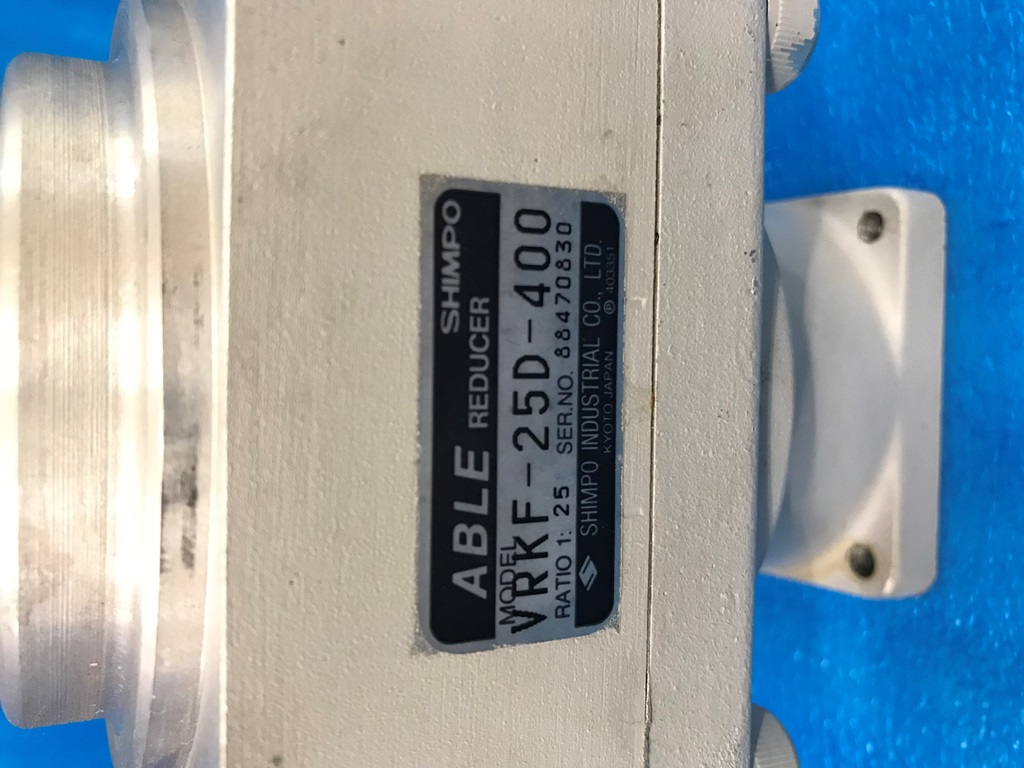 ABLE REDUCER SHIMPO
MODEL
VRKF-25D-400
RATIO 1: 25 SER.NO. 88470830
SHIMPO INDUSTRIAL CO., LTD.
KYOTO JAPAN ℗ 403351